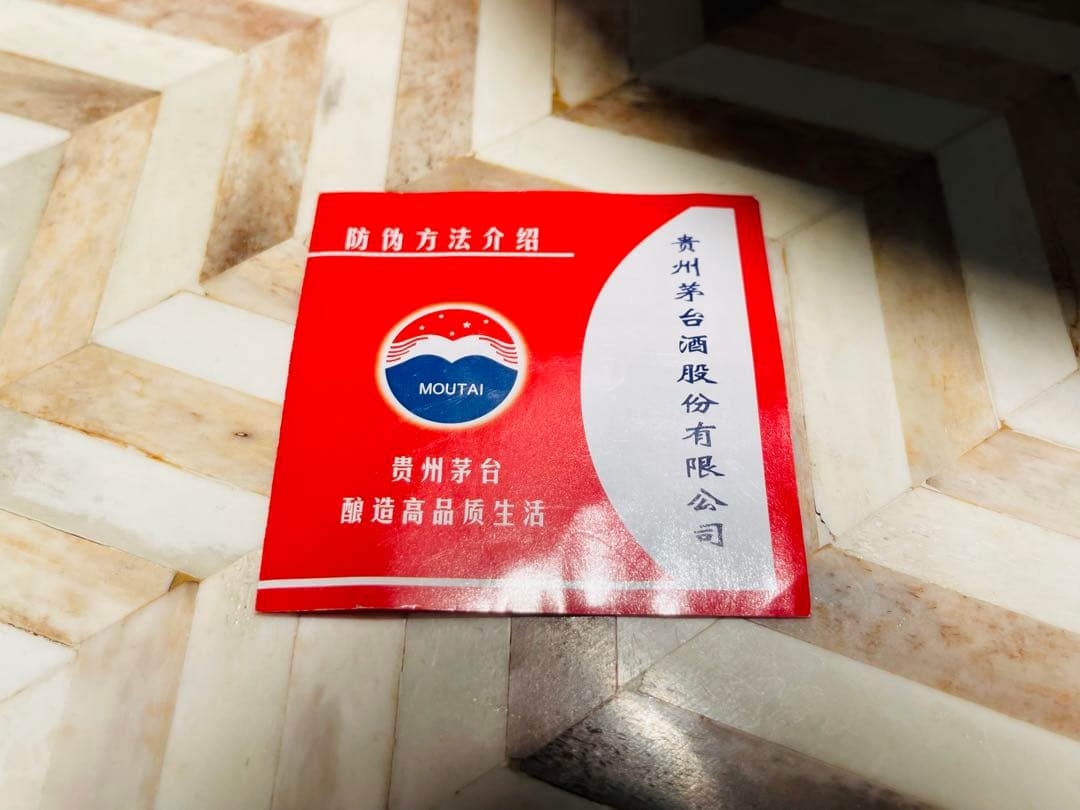 防伪方法介绍
MOUTAI
贵州茅台
酿造高品质生活
贵州茅台酒股份有限公司